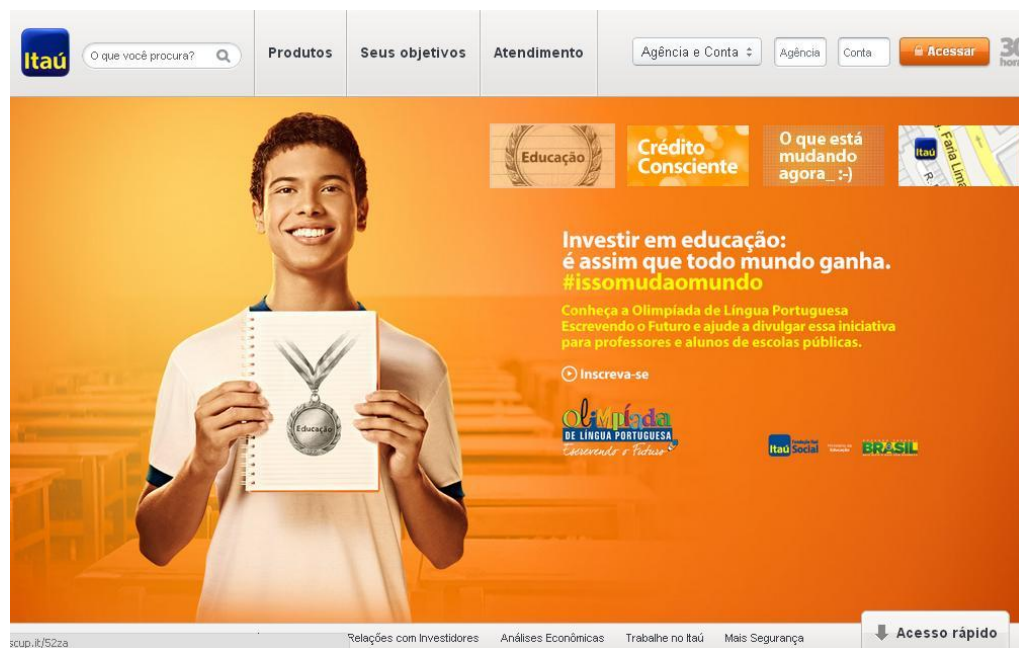 Itaú
O que você procura?
Produtos
Seus objetivos
Atendimento
Agência e Conta
Agência
Conta
Acessar
30
Educação
Crédito
Consciente
O que está
mudando
agora_ :-)
Itaú
Faria Lima
R.
Investir em educação:
é assim que todo mundo ganha.
#issomudaomundo
Conheça a Olimpíada de Língua Portuguesa
Escrevendo o Futuro e ajude a divulgar essa iniciativa
para professores e alunos de escolas públicas.
Inscreva-se
Educação
Olimpíada
DE LÍNGUA PORTUGUESA
Escrevendo o Futuro
Itaú Social
BRASIL
Acesso rápido
scup.it/52za
Relações com Investidores
Análises Econômicas
Trabalhe no Itaú
Mais Segurança